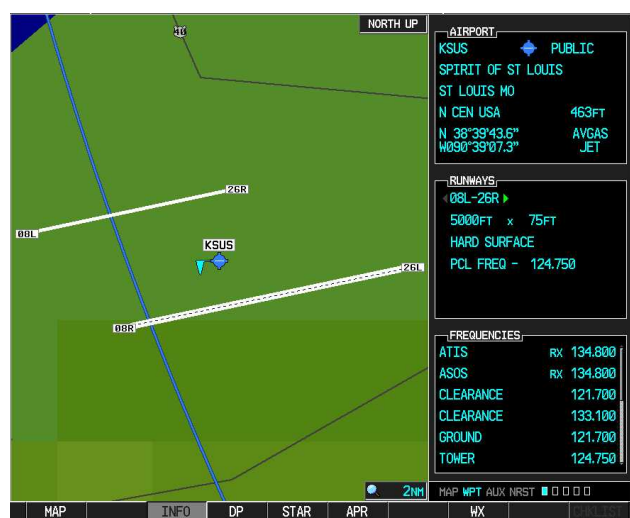 40
NORTH UP
26R
08L
KSUS
26L
08R
2NM
AIRPORT
KSUS PUBLIC
SPIRIT OF ST LOUIS
ST LOUIS MO
N CEN USA 463FT
N 38°39'43.6" AVGAS
W090°39'07.3" JET
RUNWAYS
08L-26R
5000FT x 75FT
HARD SURFACE
PCL FREQ - 124.750
FREQUENCIES
ATIS RX 134.800
ASOS RX 134.800
CLEARANCE 121.700
CLEARANCE 133.100
GROUND 121.700
TOWER 124.750
MAP WPT AUX NRST
MAP INFO DP STAR APR WX CHKLIST